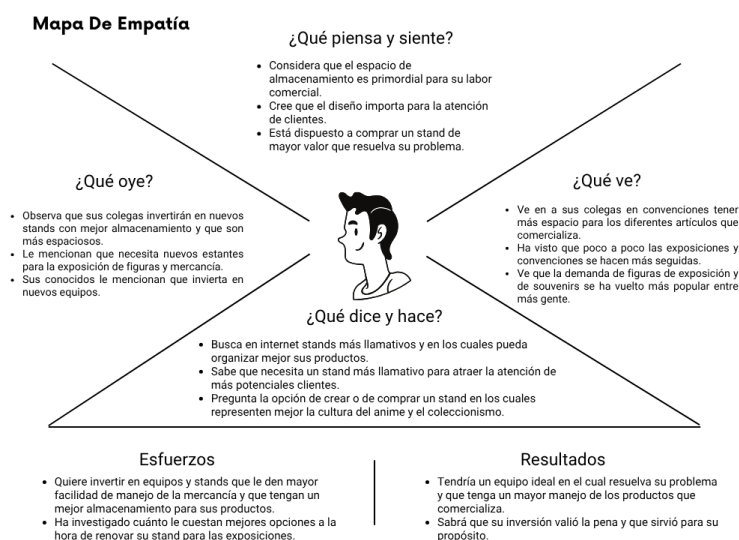 Mapa De Empatía
¿Qué piensa y siente?
• Considera que el espacio de
almacenamiento es primordial para su labor
comercial.
• Cree que el diseño importa para la atención
de clientes.
• Está dispuesto a comprar un stand de
mayor valor que resuelva su problema.
¿Qué oye?
• Observa que sus colegas invertirán en nuevos
stands con mejor almacenamiento y que son
más espaciosos.
• Le mencionan que necesita nuevos estantes
para la exposición de figuras y mercancía.
• Sus conocidos le mencionan que invierta en
nuevos equipos.
¿Qué ve?
• Ve en a sus colegas en convenciones tener
más espacio para los diferentes artículos que
comercializa.
• Ha visto que poco a poco las exposiciones y
convenciones se hacen más seguidas.
• Ve que la demanda de figuras de exposición y
de souvenirs se ha vuelto más popular entre
más gente.
¿Qué dice y hace?
• Busca en internet stands más llamativos y en los cuales pueda
organizar mejor sus productos.
• Sabe que necesita un stand más llamativo para atraer la atención de
más potenciales clientes.
• Pregunta la opción de crear o de comprar un stand en los cuales
representen mejor la cultura del anime y el coleccionismo.
Esfuerzos
• Quiere invertir en equipos y stands que le den mayor
facilidad de manejo de la mercancía y que tengan un
mejor almacenamiento para sus productos.
• Ha investigado cuánto le cuestan mejores opciones a la
hora de renovar su stand para las exposiciones.
Resultados
• Tendría un equipo ideal en el cual resuelva su problema
y que tenga un mayor manejo de los productos que
comercializa.
• Sabrá que su inversión valió la pena y que sirvió para su
propósito.